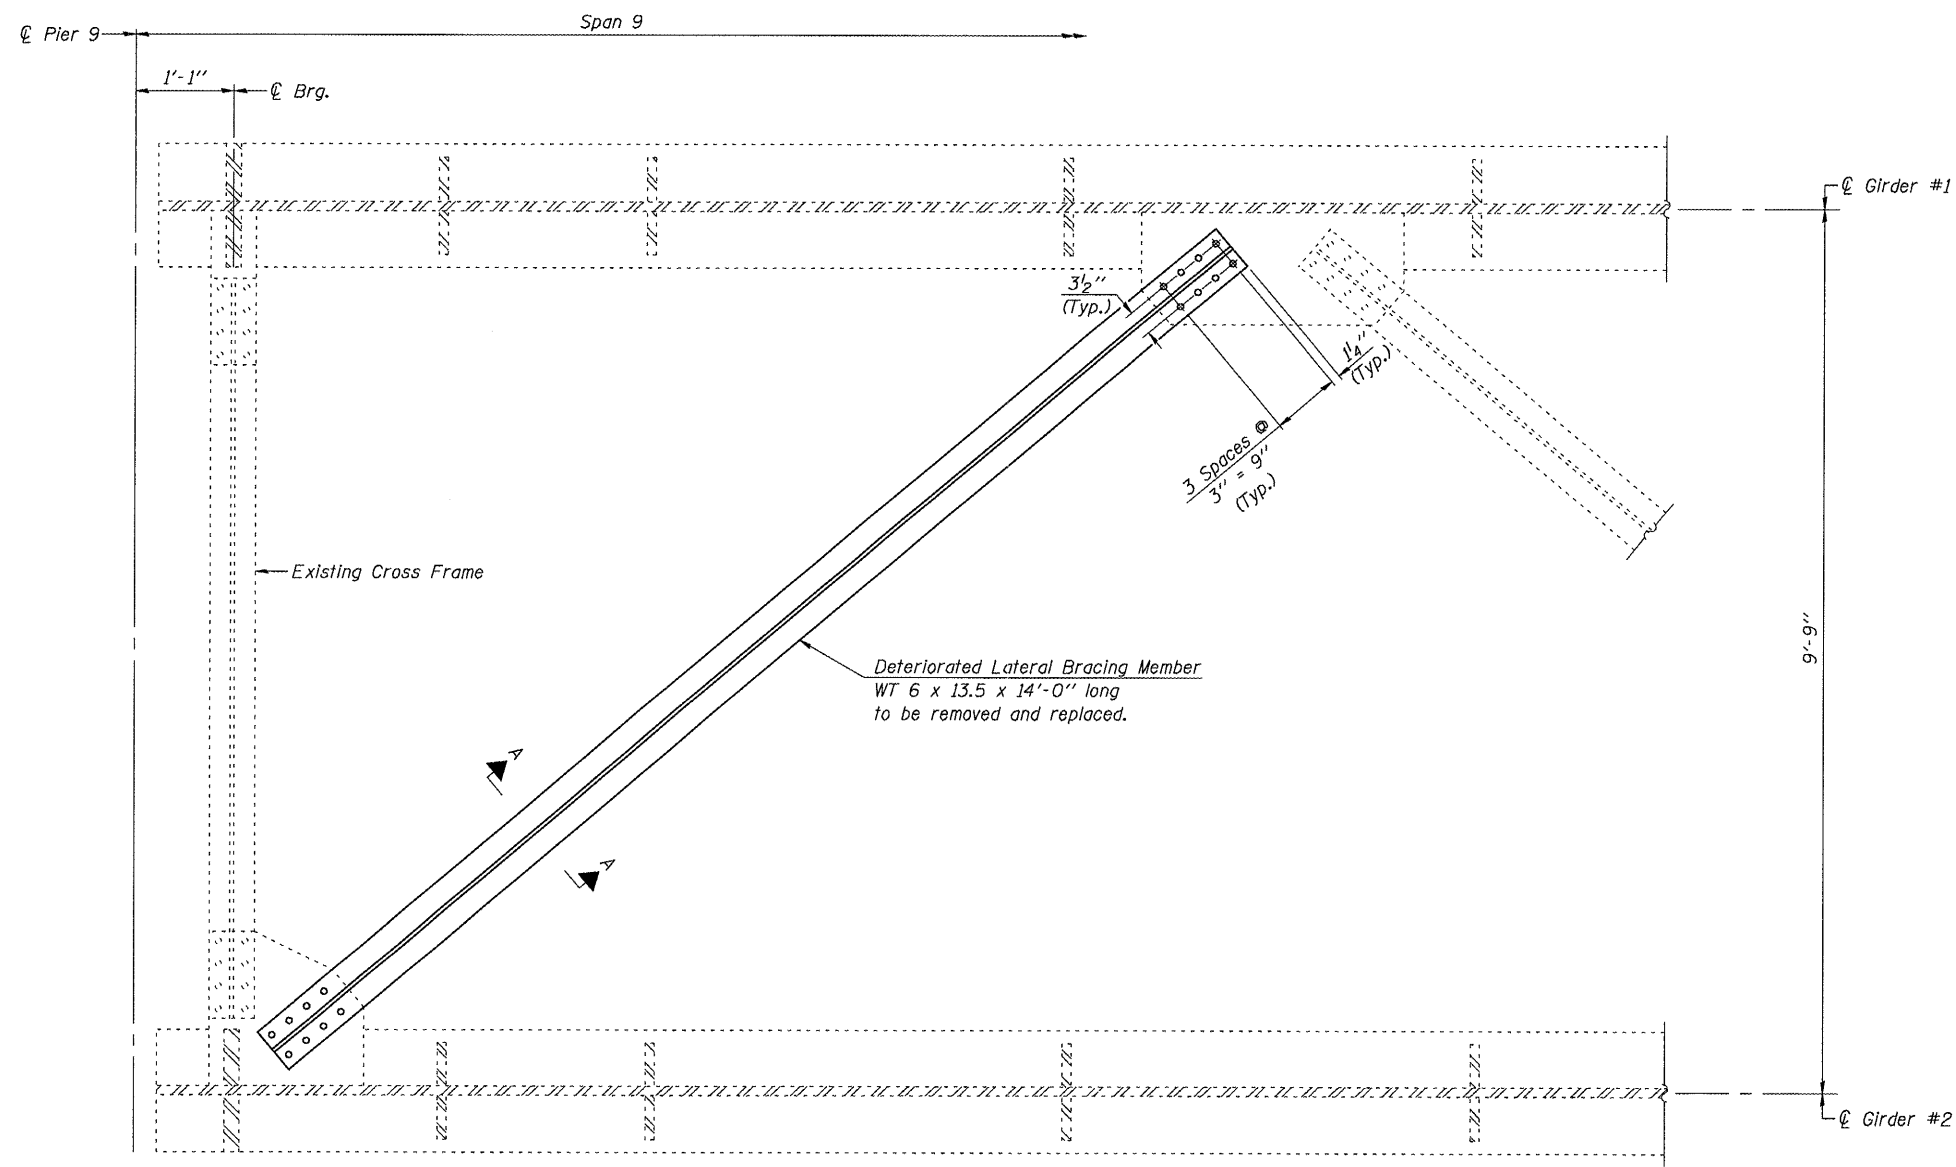 Span 9
℄ Pier 9
1'-1"
℄ Brg.
℄ Girder #1
3½"
(Typ.)
1¼"
(Typ.)
3 Spaces @
3" = 9"
(Typ.)
Existing Cross Frame
9'-9"
Deteriorated Lateral Bracing Member
WT 6 x 13.5 x 14'-0" long
to be removed and replaced.
A
A
℄ Girder #2